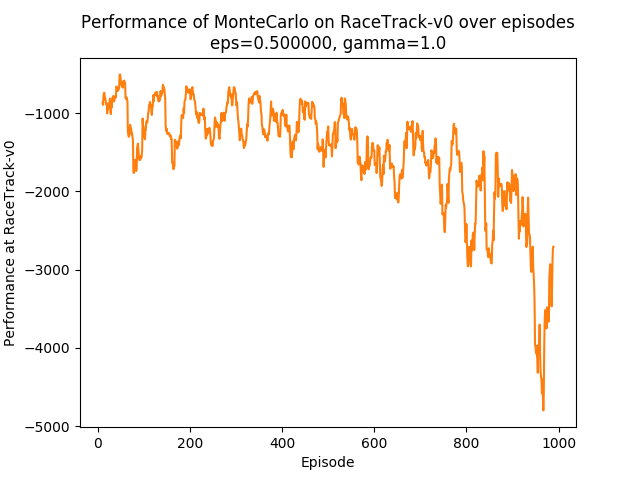 Performance of MonteCarlo on RaceTrack-v0 over episodes
eps=0.500000, gamma=1.0
Performance at RaceTrack-v0
−1000
−2000
−3000
−4000
−5000
0 200 400 600 800 1000
Episode